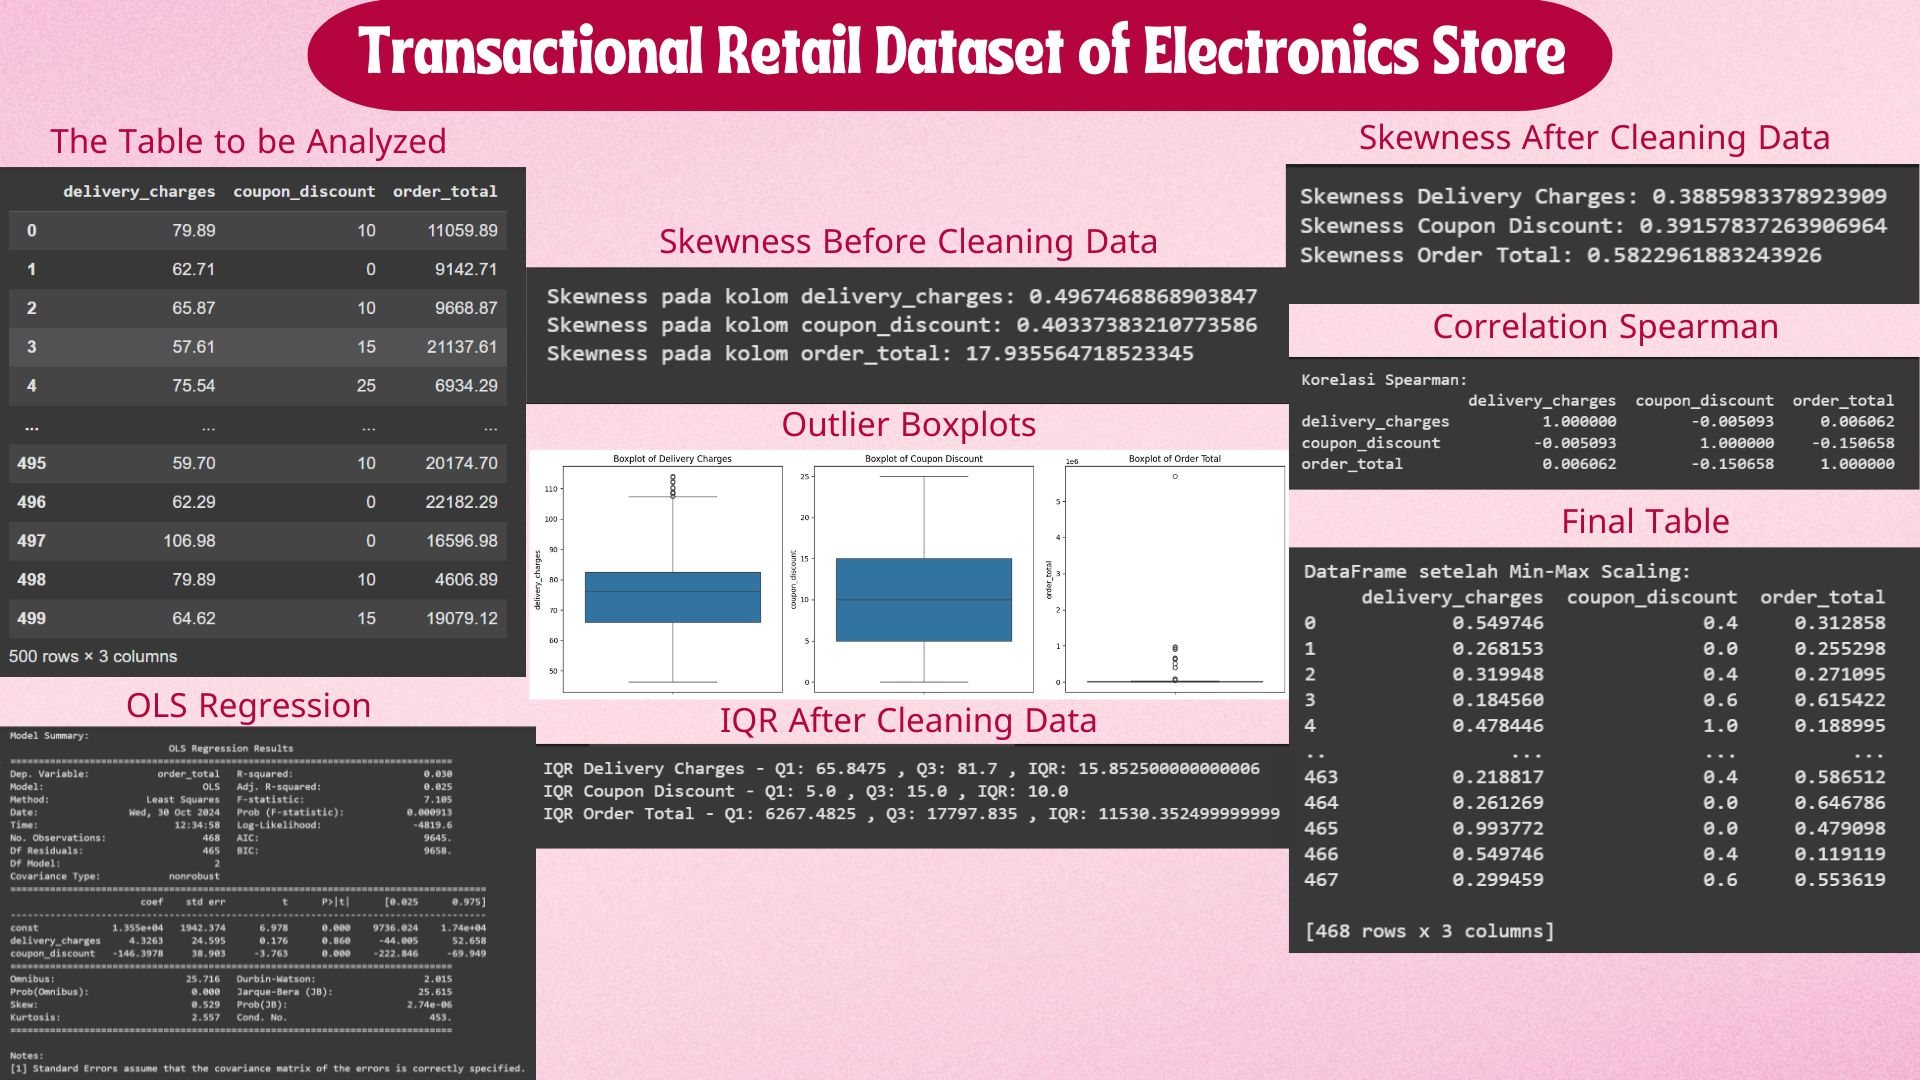 Transactional Retail Dataset of Electronics Store
The Table to be Analyzed
delivery_charges coupon_discount order_total
0 79.89 10 11059.89
1 62.71 0 9142.71
2 65.87 10 9668.87
3 57.61 15 21137.61
4 75.54 25 6934.29
... ... ... ...
495 59.70 10 20174.70
496 62.29 0 22182.29
497 106.98 0 16596.98
498 79.89 10 4606.89
499 64.62 15 19079.12
500 rows × 3 columns
OLS Regression
Model Summary:
OLS Regression Results
==============================================================================
Dep. Variable: order_total R-squared: 0.030
Model: OLS Adj. R-squared: 0.025
Method: Least Squares F-statistic: 7.105
Date: Wed, 30 Oct 2024 Prob (F-statistic): 0.000913
Time: 12:34:58 Log-Likelihood: -4819.6
No. Observations: 468 AIC: 9645.
Df Residuals: 465 BIC: 9658.
Df Model: 2
Covariance Type: nonrobust
====================================================================================
coef std err t P>|t| [0.025 0.975]
------------------------------------------------------------------------------------
const 1.355e+04 1942.374 6.978 0.000 9736.024 1.74e+04
delivery_charges 4.3263 24.595 0.176 0.860 -44.005 52.658
coupon_discount -146.3978 38.903 -3.763 0.000 -222.846 -69.949
==============================================================================
Omnibus: 25.716 Durbin-Watson: 2.015
Prob(Omnibus): 0.000 Jarque-Bera (JB): 25.615
Skew: 0.529 Prob(JB): 2.74e-06
Kurtosis: 2.557 Cond. No. 453.
==============================================================================
Notes:
[1] Standard Errors assume that the covariance matrix of the errors is correctly specified.
Skewness Before Cleaning Data
Skewness pada kolom delivery_charges: 0.4967468868903847
Skewness pada kolom coupon_discount: 0.40337383210773586
Skewness pada kolom order_total: 17.935564718523345
Outlier Boxplots
Boxplot of Delivery Charges
delivery_charges
110
100
90
80
70
60
50
Boxplot of Coupon Discount
coupon_discount
25
20
15
10
5
0
Boxplot of Order Total
1e6
order_total
5
4
3
2
1
0
IQR After Cleaning Data
IQR Delivery Charges - Q1: 65.8475 , Q3: 81.7 , IQR: 15.852500000000006
IQR Coupon Discount - Q1: 5.0 , Q3: 15.0 , IQR: 10.0
IQR Order Total - Q1: 6267.4825 , Q3: 17797.835 , IQR: 11530.352499999999
Skewness After Cleaning Data
Skewness Delivery Charges: 0.3885983378923909
Skewness Coupon Discount: 0.39157837263906964
Skewness Order Total: 0.5822961883243926
Correlation Spearman
Korelasi Spearman:
delivery_charges coupon_discount order_total
delivery_charges 1.000000 -0.005093 0.006062
coupon_discount -0.005093 1.000000 -0.150658
order_total 0.006062 -0.150658 1.000000
Final Table
DataFrame setelah Min-Max Scaling:
delivery_charges coupon_discount order_total
0 0.549746 0.4 0.312858
1 0.268153 0.0 0.255298
2 0.319948 0.4 0.271095
3 0.184560 0.6 0.615422
4 0.478446 1.0 0.188995
.. ... ... ...
463 0.218817 0.4 0.586512
464 0.261269 0.0 0.646786
465 0.993772 0.0 0.479098
466 0.549746 0.4 0.119119
467 0.299459 0.6 0.553619
[468 rows x 3 columns]